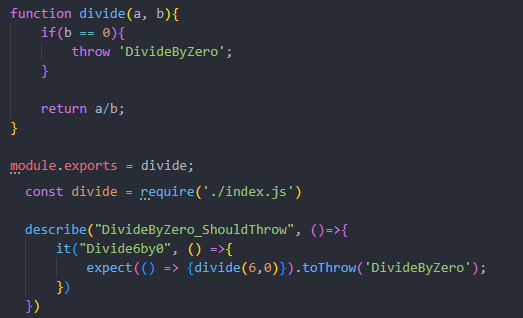 function divide(a, b){
    if(b == 0){
        throw 'DivideByZero';
    }

    return a/b;
}

module.exports = divide;
const divide = require('./index.js')

describe("DivideByZero_ShouldThrow", ()=>{
    it("Divide6by0", () =>{
        expect(() => {divide(6,0)}).toThrow('DivideByZero');
    })
})